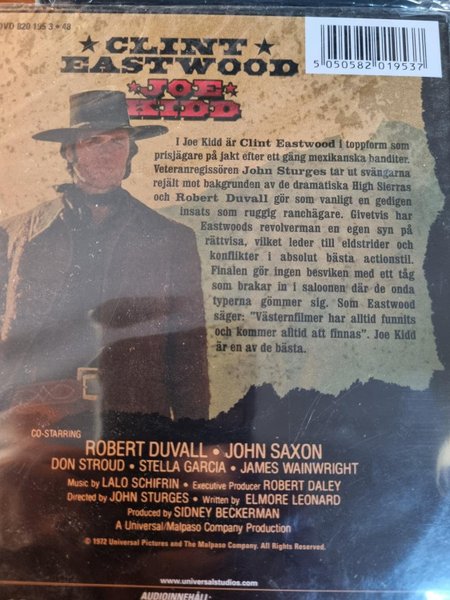 DVD 820 195 3 • 48
★ CLINT ★
EASTWOOD
5 050582 019537
★JOE★
KIDD
I Joe Kidd är Clint Eastwood i toppform som
prisjägare på jakt efter ett gäng mexikanska banditer.
Veteranregissören John Sturges tar ut svängarna
rejält mot bakgrunden av de dramatiska High Sierras
och Robert Duvall gör som vanligt en gedigen
insats som ruggig ranchägare. Givetvis har
Eastwoods revolverman en egen syn på
rättvisa, vilket leder till eldstrider och
konflikter i absolut bästa actionstil.
Finalen gör ingen besviken med ett tåg
som brakar in i saloonen där de onda
typerna gömmer sig. Som Eastwood
säger: "Västernfilmer har alltid funnits
och kommer alltid att finnas". Joe Kidd
är en av de bästa.
CO-STARRING
ROBERT DUVALL • JOHN SAXON
DON STROUD • STELLA GARCIA • JAMES WAINWRIGHT
Music by LALO SCHIFRIN • Executive Producer ROBERT DALEY
Directed by JOHN STURGES • Written by ELMORE LEONARD
Produced by SIDNEY BECKERMAN
A Universal/Malpaso Company Production
© 1972 Universal Pictures and The Malpaso Company. All Rights Reserved.
www.universalstudios.com
AUDIOINNEHÅLL: